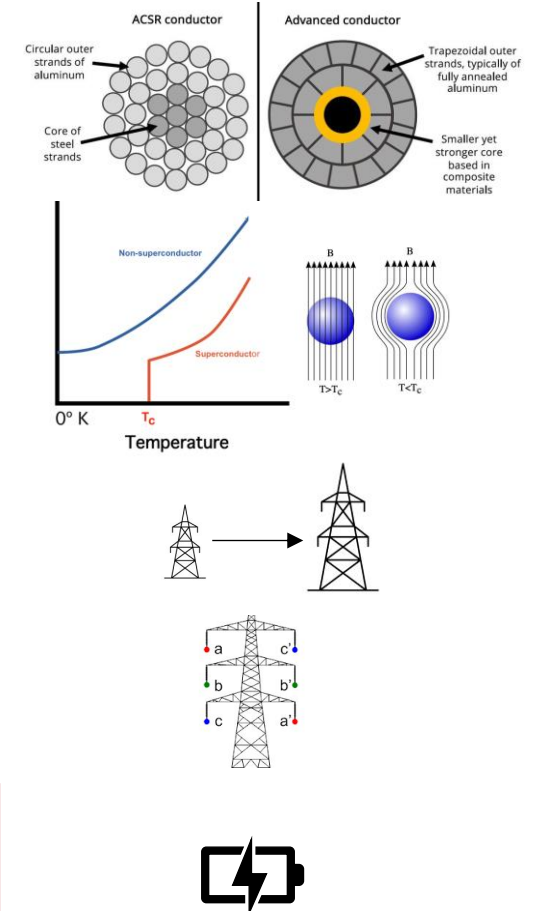 ACSR conductor
Advanced conductor
Circular outer
strands of
aluminum
Core of
steel
strands
Trapezoidal outer
strands, typically of
fully annealed
aluminum
Smaller yet
stronger core
based in
composite
materials
Non-superconductor
Superconductor
0° K
Tc
Temperature
B
B
T>Tc
T<Tc
a
c'
b
b'
c
a'